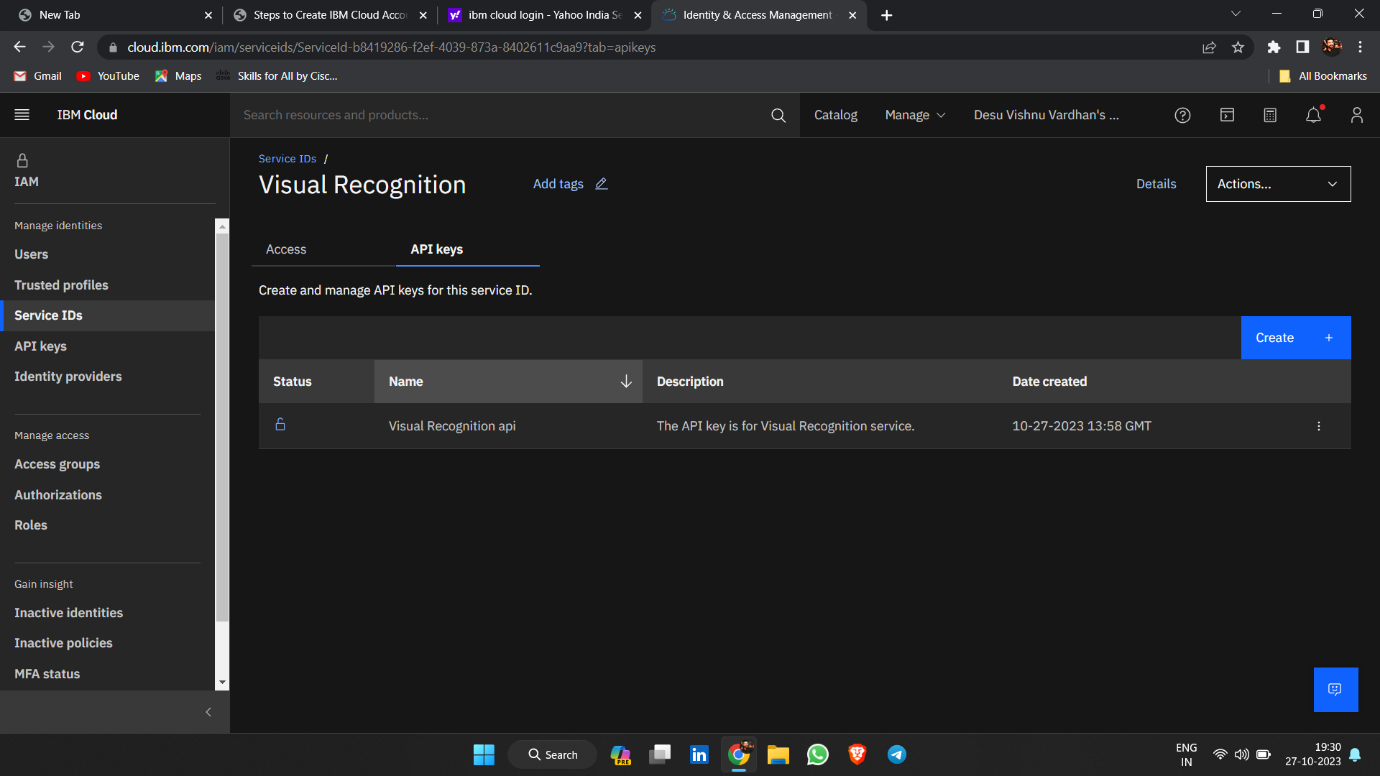 New Tab
Steps to Create IBM Cloud Accou
ibm cloud login - Yahoo India Se
Identity & Access Management -
cloud.ibm.com/iam/serviceids/ServiceId-b8419286-f2ef-4039-873a-8402611c9aa9?tab=apikeys
Gmail
YouTube
Maps
Skills for All by Cisc...
All Bookmarks
IBM Cloud
Search resources and products...
Catalog
Manage
Desu Vishnu Vardhan's ...
IAM
Manage identities
Users
Trusted profiles
Service IDs
API keys
Identity providers
Manage access
Access groups
Authorizations
Roles
Gain insight
Inactive identities
Inactive policies
MFA status
Service IDs /
Visual Recognition
Add tags
Details
Actions...
Access
API keys
Create and manage API keys for this service ID.
Create +
Status
Name
Description
Date created
Visual Recognition api
The API key is for Visual Recognition service.
10-27-2023 13:58 GMT
Search
PRE
ENG
IN
19:30
27-10-2023